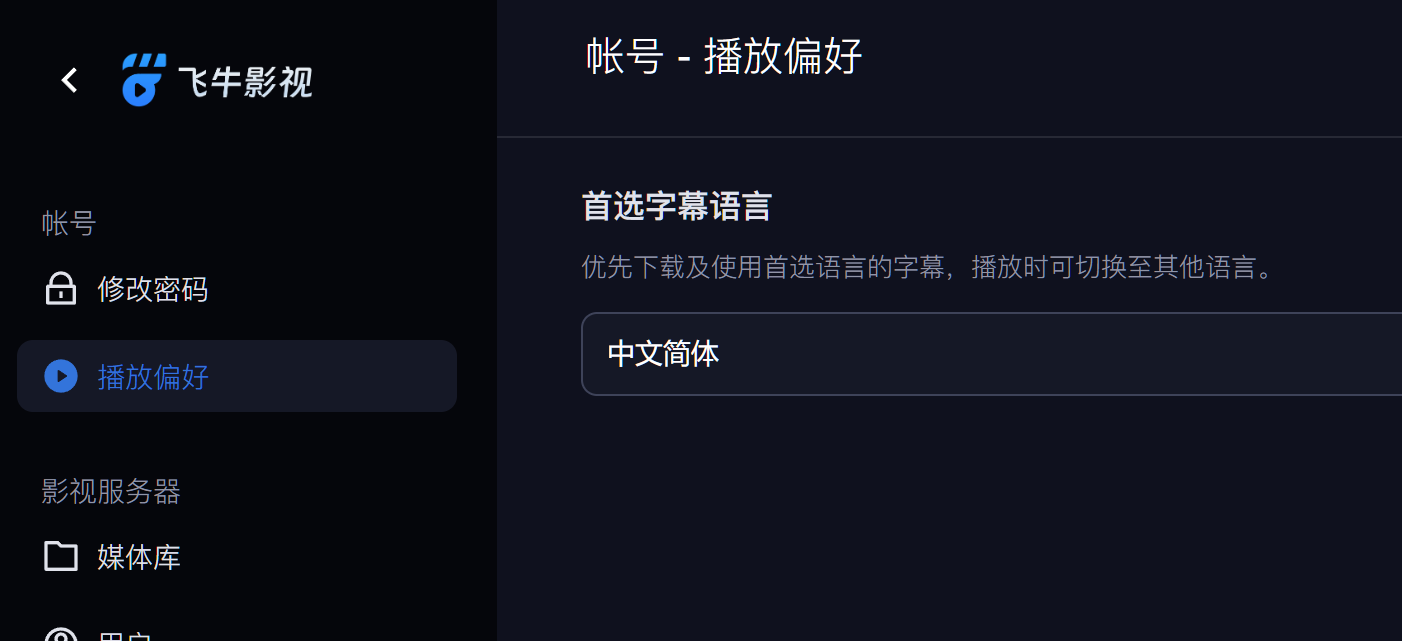 飞牛影视
帐号
修改密码
播放偏好
影视服务器
媒体库
用户
帐号 - 播放偏好
首选字幕语言
优先下载及使用首选语言的字幕，播放时可切换至其他语言。
中文简体